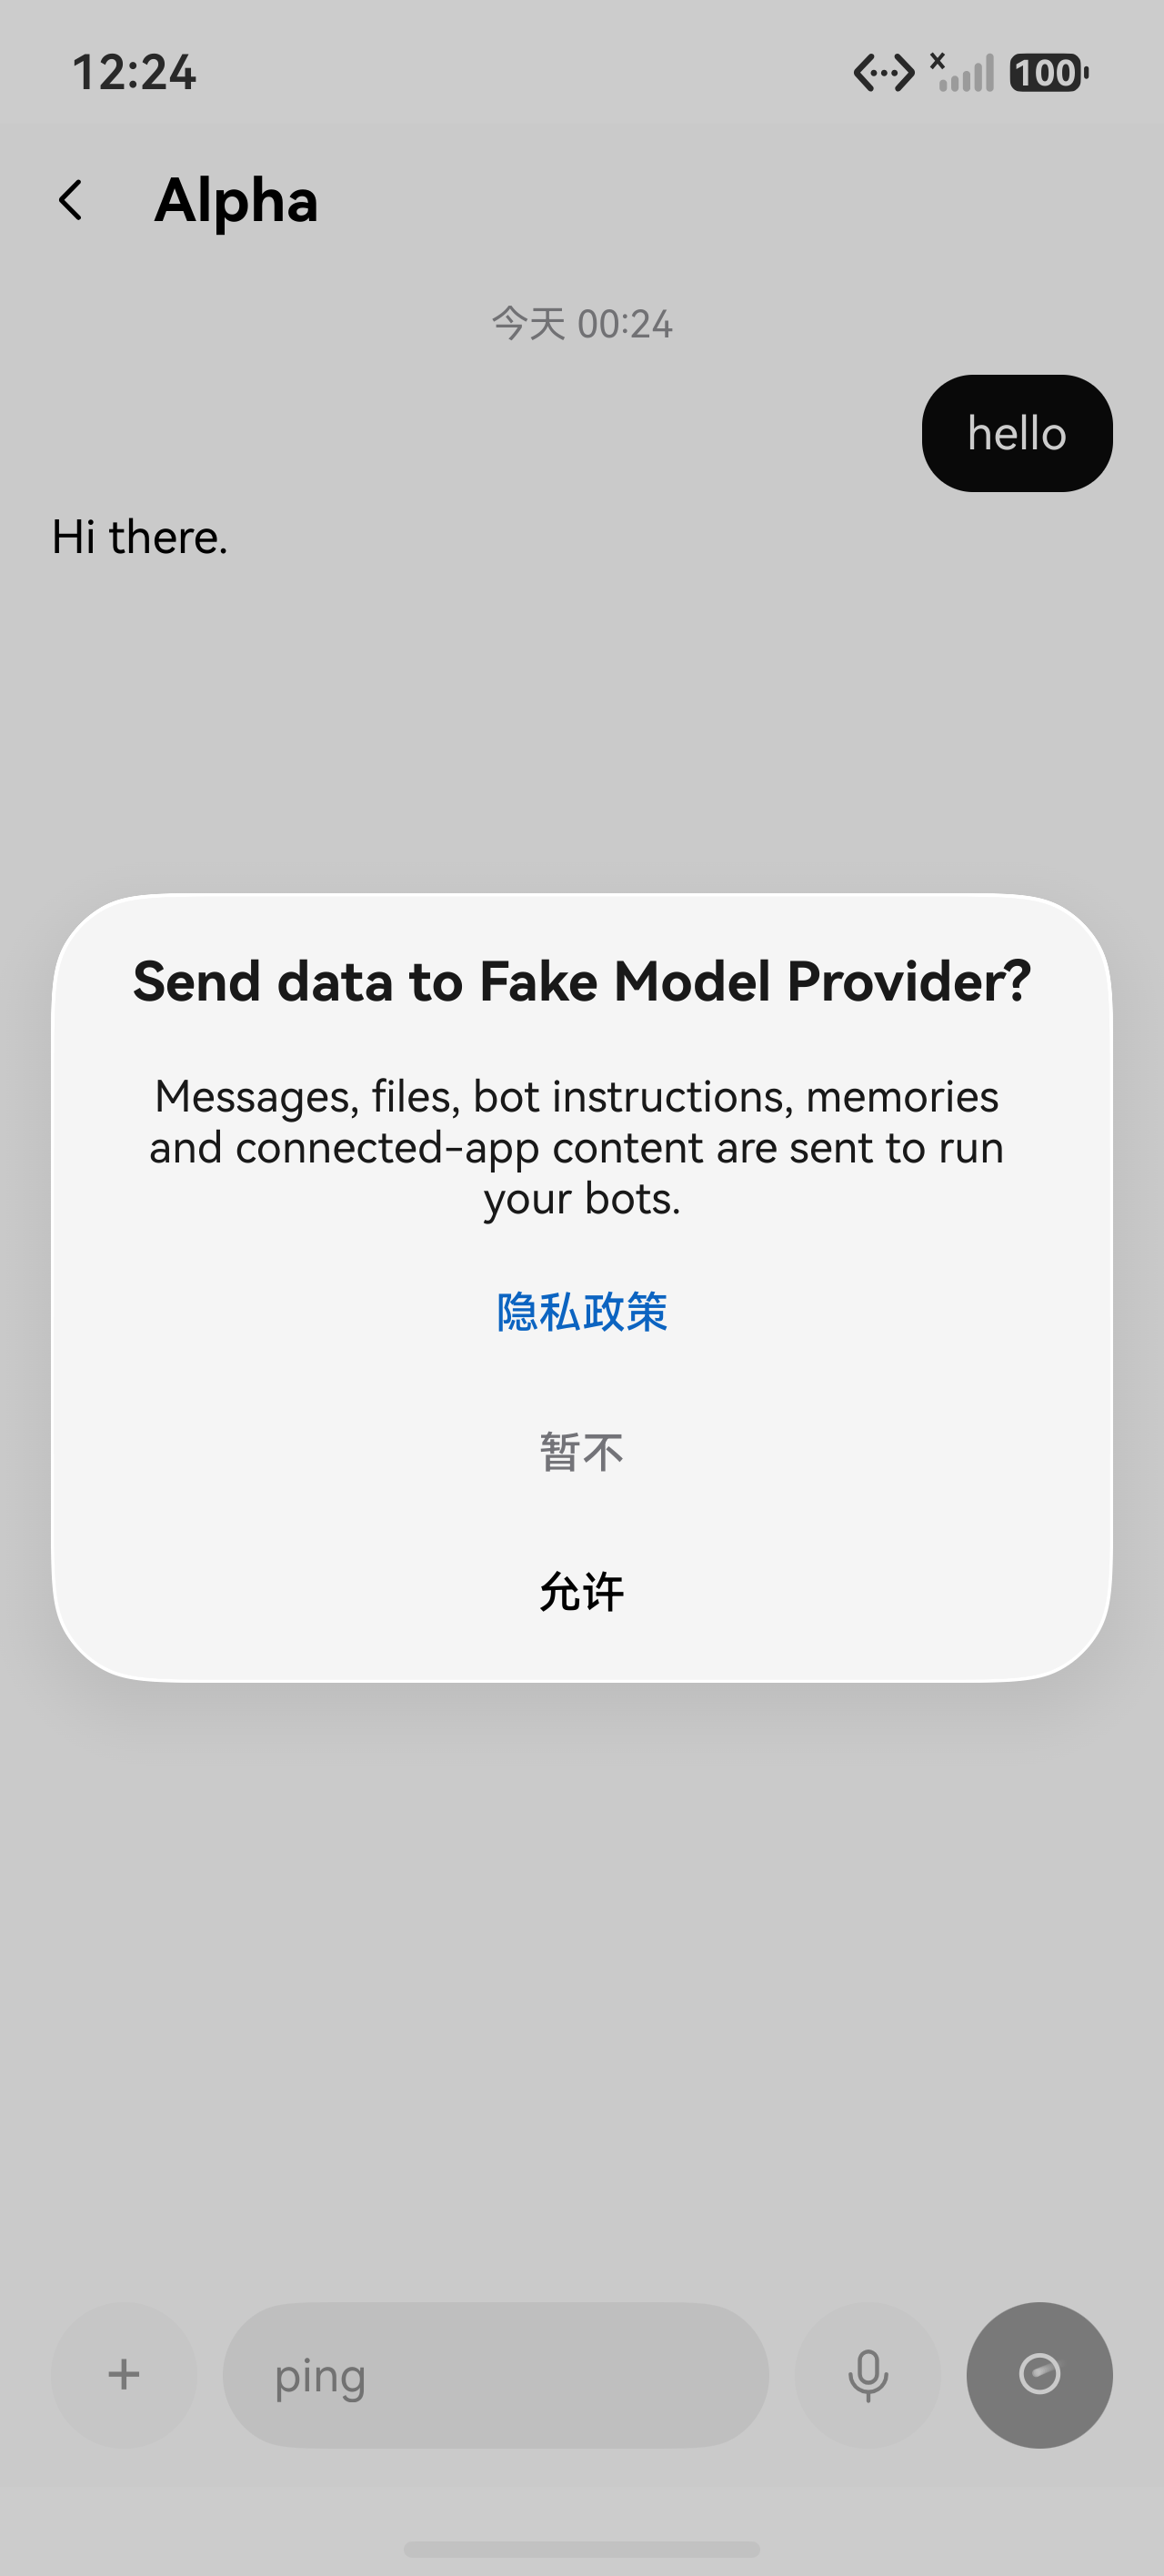 12:24
100
Alpha
今天 00:24
hello
Hi there.
Send data to Fake Model Provider?
Messages, files, bot instructions, memories
and connected-app content are sent to run
your bots.
隐私政策
暂不
允许
ping